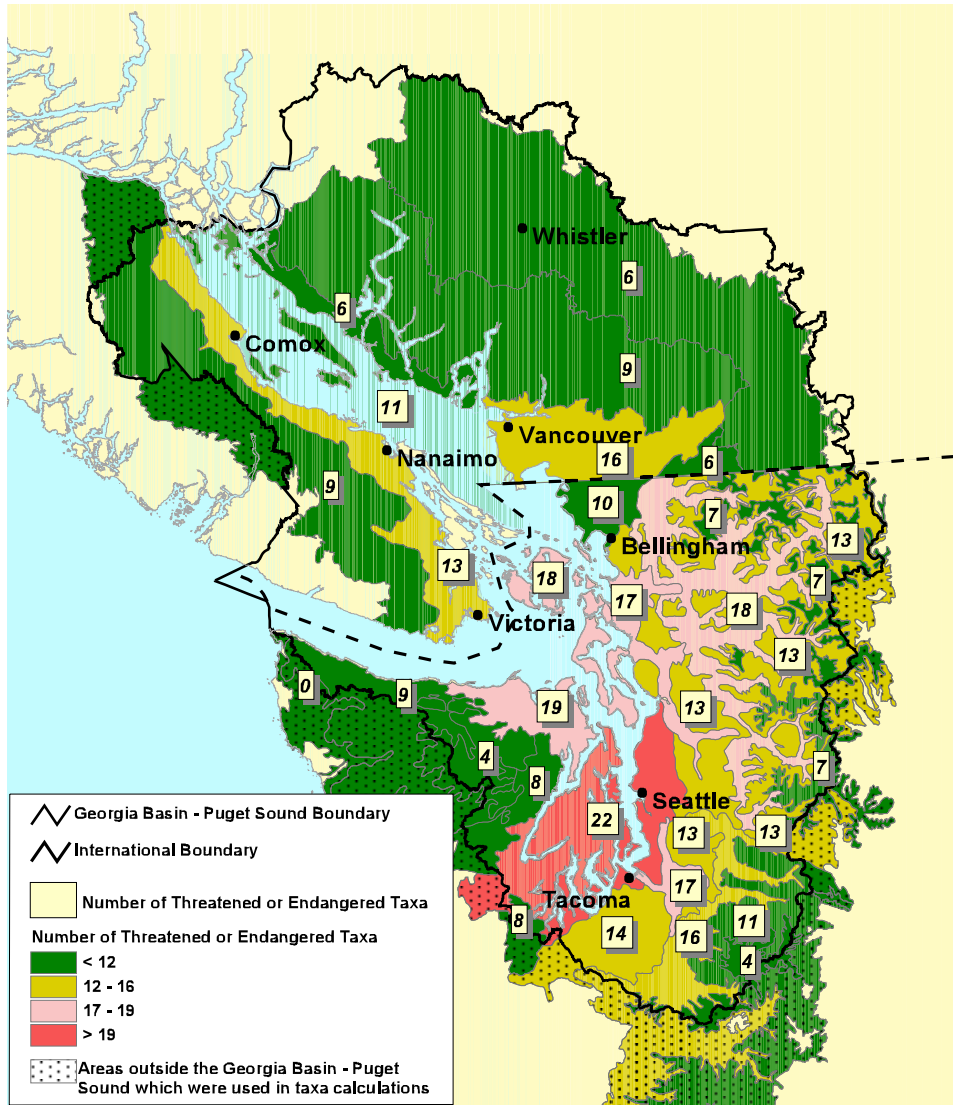 Whistler
6
6
Comox
9
11
Vancouver
Nanaimo
16
6
9
10
7
13
Bellingham
13
18
7
17
18
Victoria
13
0
9
19
13
4
8
7
Seattle
22
13
13
Tacoma
17
8
14
16
11
4
Georgia Basin - Puget Sound Boundary
International Boundary
Number of Threatened or Endangered Taxa
Number of Threatened or Endangered Taxa
< 12
12 - 16
17 - 19
> 19
Areas outside the Georgia Basin - Puget
Sound which were used in taxa calculations